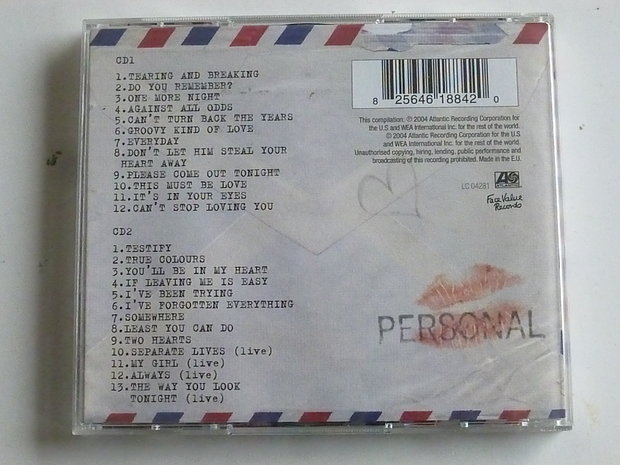 CD1
1.TEARING AND BREAKING
2.DO YOU REMEMBER?
3.ONE MORE NIGHT
4.AGAINST ALL ODDS
5.CAN'T TURN BACK THE YEARS
6.GROOVY KIND OF LOVE
7.EVERYDAY
8.DON'T LET HIM STEAL YOUR
HEART AWAY
9.PLEASE COME OUT TONIGHT
10.THIS MUST BE LOVE
11.IT'S IN YOUR EYES
12.CAN'T STOP LOVING YOU
CD2
1.TESTIFY
2.TRUE COLOURS
3.YOU'LL BE IN MY HEART
4.IF LEAVING ME IS EASY
5.I'VE BEEN TRYING
6.I'VE FORGOTTEN EVERYTHING
7.SOMEWHERE
8.LEAST YOU CAN DO
9.TWO HEARTS
10.SEPARATE LIVES (live)
11.MY GIRL (live)
12.ALWAYS (live)
13.THE WAY YOU LOOK
TONIGHT (live)
8 25646 18842 0
This compilation: ℗ 2004 Atlantic Recording Corporation for
the U.S and WEA International Inc. for the rest of the world.
© 2004 Atlantic Recording Corporation for the U.S.
and WEA International Inc. for the rest of the world.
Unauthorised copying, hiring, lending, public performance and
broadcasting of this recording prohibited. Made in the E.U.
LC 04281
ATLANTIC
Face Value
Records
PERSONAL